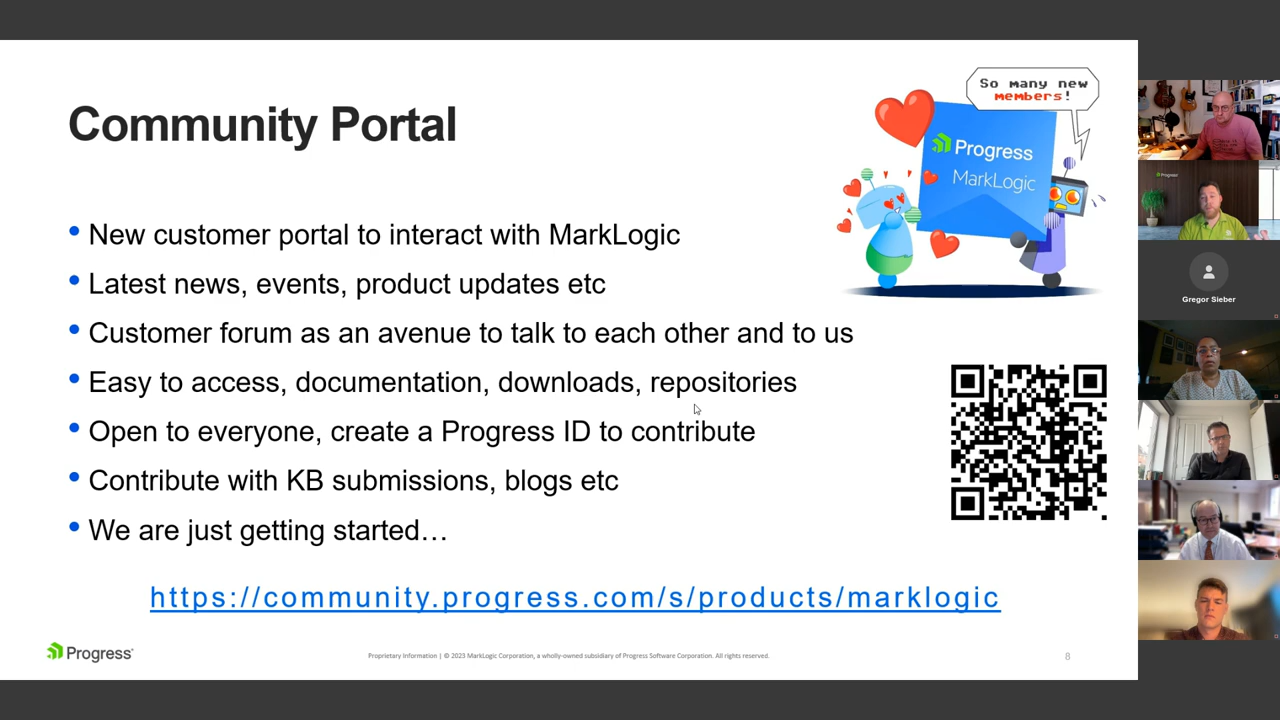 Community Portal
So many new
members!
Progress
MarkLogic
• New customer portal to interact with MarkLogic
• Latest news, events, product updates etc
• Customer forum as an avenue to talk to each other and to us
• Easy to access, documentation, downloads, repositories
• Open to everyone, create a Progress ID to contribute
• Contribute with KB submissions, blogs etc
• We are just getting started…
https://community.progress.com/s/products/marklogic
Progress
Proprietary Information | © 2023 MarkLogic Corporation, a wholly-owned subsidiary of Progress Software Corporation. All rights reserved.
8
Progress
Gregor Sieber